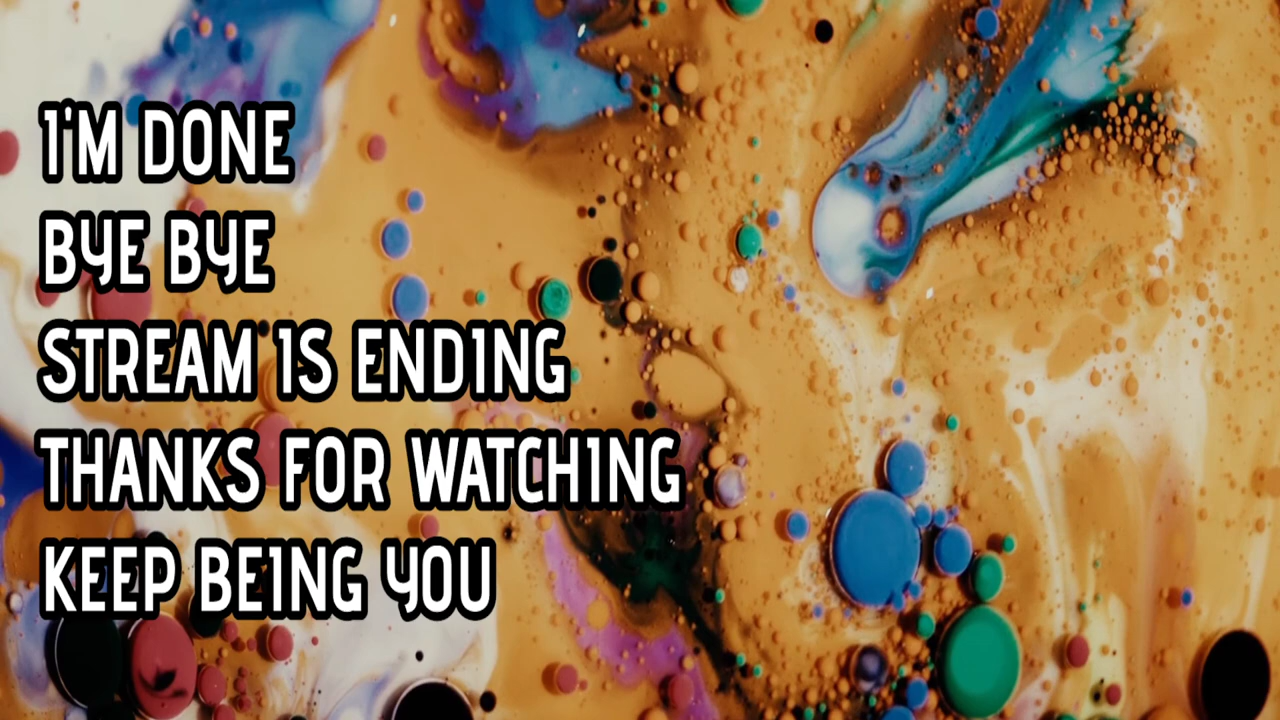 I'M DONE
BYE BYE
STREAM IS ENDING
THANKS FOR WATCHING
KEEP BEING YOU